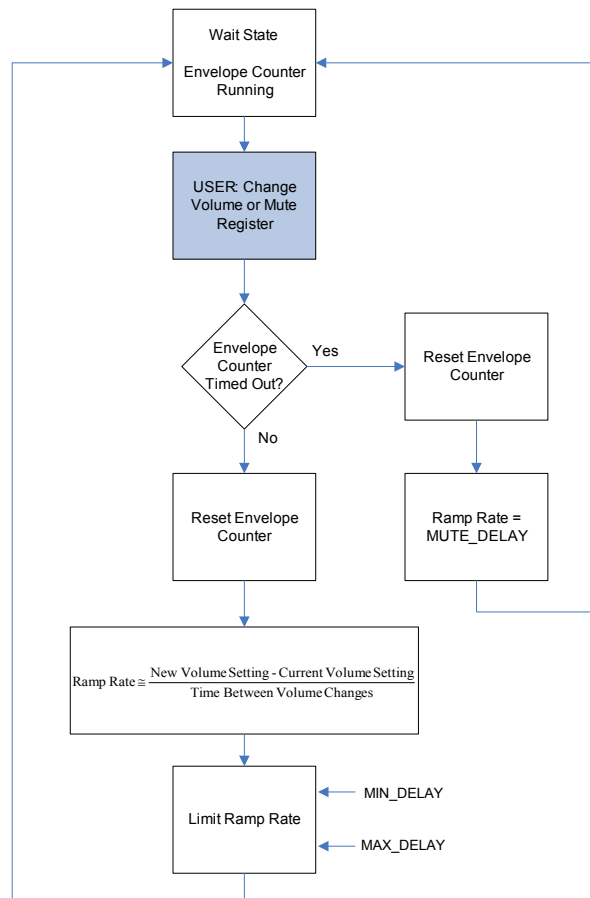 Wait State
Envelope Counter
Running
USER: Change
Volume or Mute
Register
Envelope
Counter
Timed Out?
Yes
Reset Envelope
Counter
No
Reset Envelope
Counter
Ramp Rate =
MUTE_DELAY
Ramp Rate ≅ New Volume Setting - Current Volume Setting
Time Between Volume Changes
Limit Ramp Rate
MIN_DELAY
MAX_DELAY